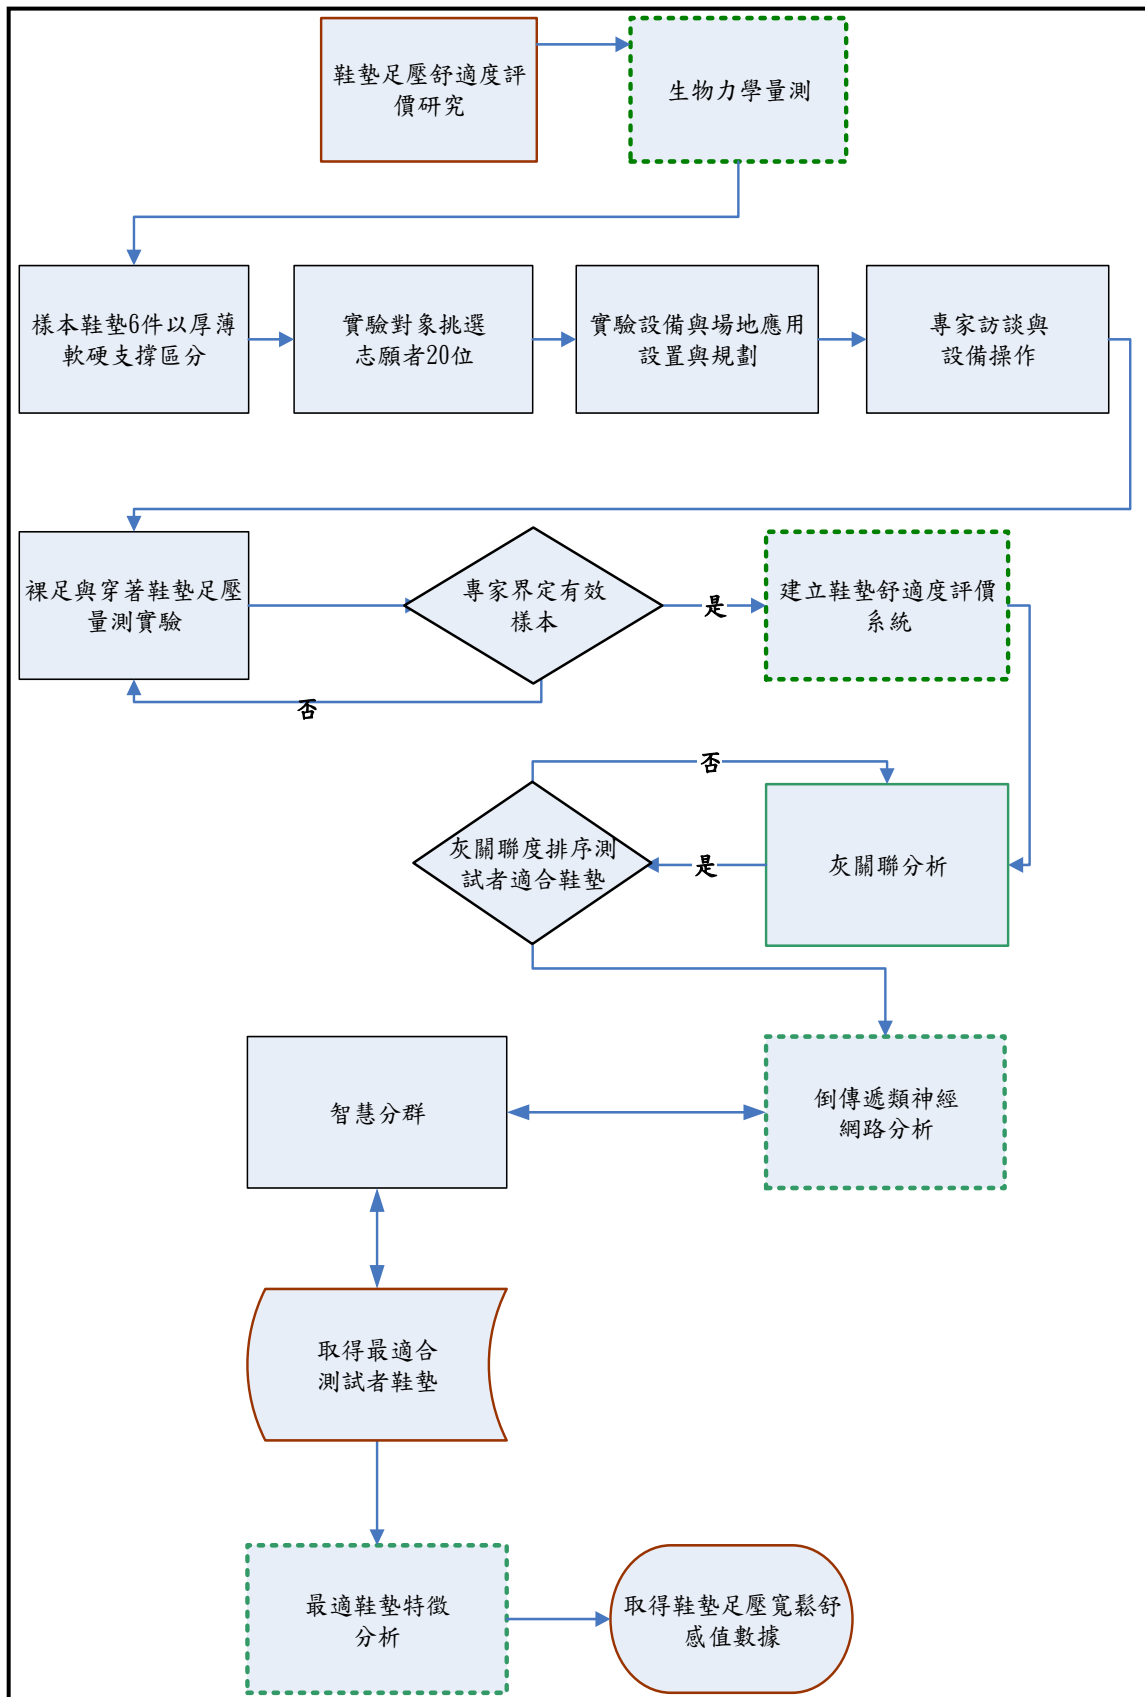 鞋墊足壓舒適度評
價研究
生物力學量測
樣本鞋墊6件以厚薄
軟硬支撐區分
實驗對象挑選
志願者20位
實驗設備與場地應用
設置與規劃
專家訪談與
設備操作
裸足與穿著鞋墊足壓
量測實驗
專家界定有效
樣本
是
建立鞋墊舒適度評價
系統
否
否
灰關聯度排序測
試者適合鞋墊
是
灰關聯分析
智慧分群
倒傳遞類神經
網路分析
取得最適合
測試者鞋墊
最適鞋墊特徵
分析
取得鞋墊足壓寬鬆舒
感值數據